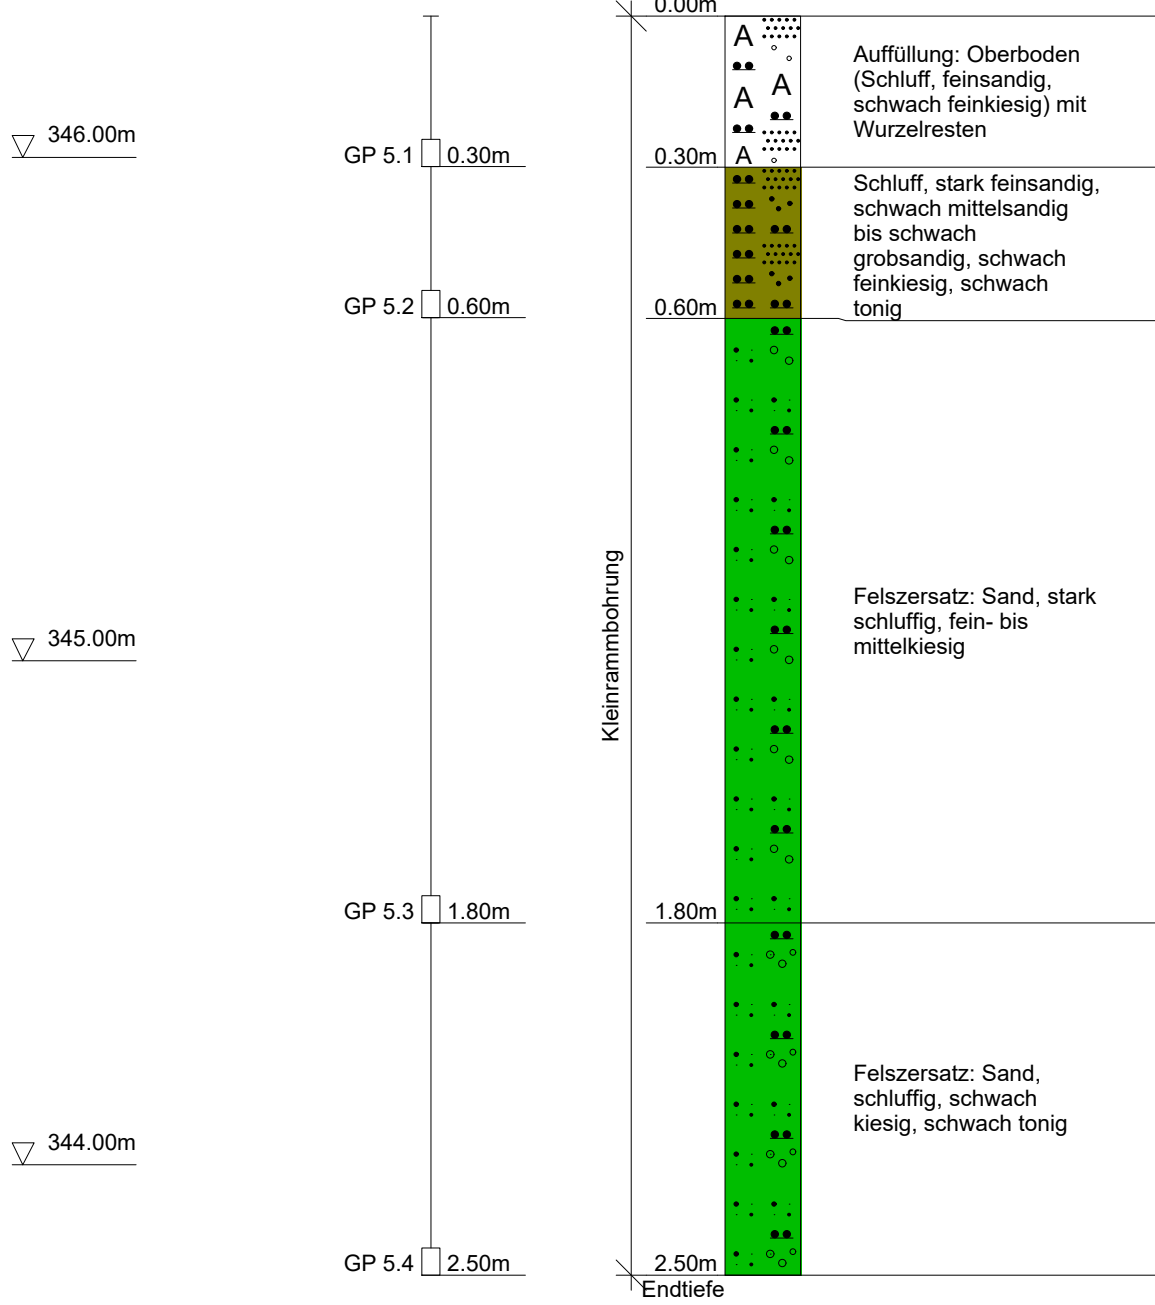 0.00m
A
Auffüllung: Oberboden
(Schluff, feinsandig,
schwach feinkiesig) mit
Wurzelresten
A
A
346.00m
GP 5.1
0.30m
0.30m
A
Schluff, stark feinsandig,
schwach mittelsandig
bis schwach
grobsandig, schwach
feinkiesig, schwach
tonig
GP 5.2
0.60m
0.60m
Kleinrammbohrung
345.00m
Felszersatz: Sand, stark
schluffig, fein- bis
mittelkiesig
GP 5.3
1.80m
1.80m
Felszersatz: Sand,
schluffig, schwach
kiesig, schwach tonig
344.00m
GP 5.4
2.50m
2.50m
Endtiefe